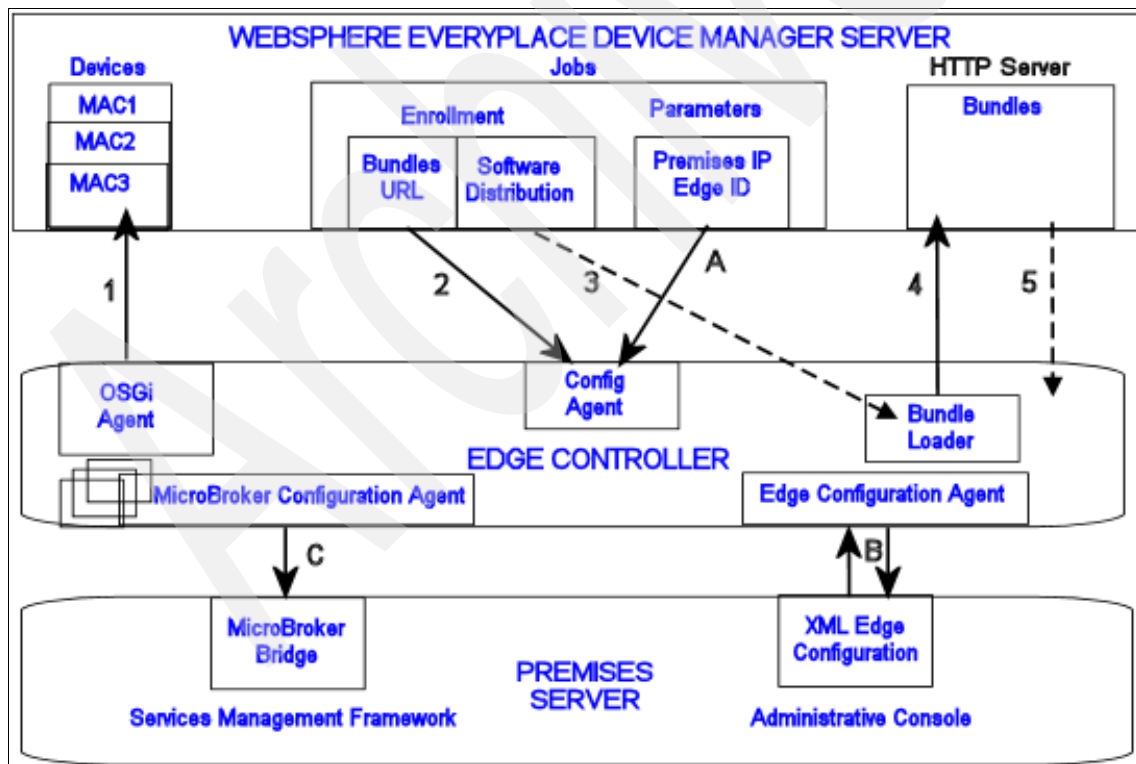 WEBSPHERE EVERYPLACE DEVICE MANAGER SERVER
Devices
Jobs
HTTP Server
MAC1
MAC2
MAC3
Enrollment
Parameters
Bundles
Bundles
URL
Software
Distribution
Premises IP
Edge ID
1
2
3
A
4
5
OSGi
Agent
Config
Agent
Bundle
Loader
EDGE CONTROLLER
MicroBroker Configuration Agent
Edge Configuration Agent
C
B
MicroBroker
Bridge
XML Edge
Configuration
PREMISES
SERVER
Services Management Framework
Administrative Console